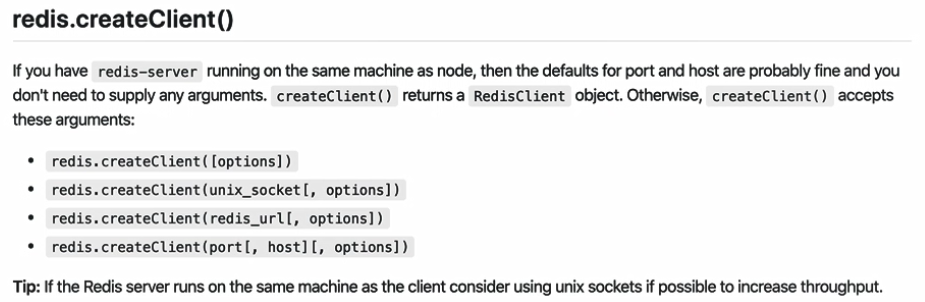 redis.createClient()
If you have redis-server running on the same machine as node, then the defaults for port and host are probably fine and you
don't need to supply any arguments. createClient() returns a RedisClient object. Otherwise, createClient() accepts
these arguments:
• redis.createClient([options])
• redis.createClient(unix_socket[, options])
• redis.createClient(redis_url[, options])
• redis.createClient(port[, host][, options])
Tip: If the Redis server runs on the same machine as the client consider using unix sockets if possible to increase throughput.